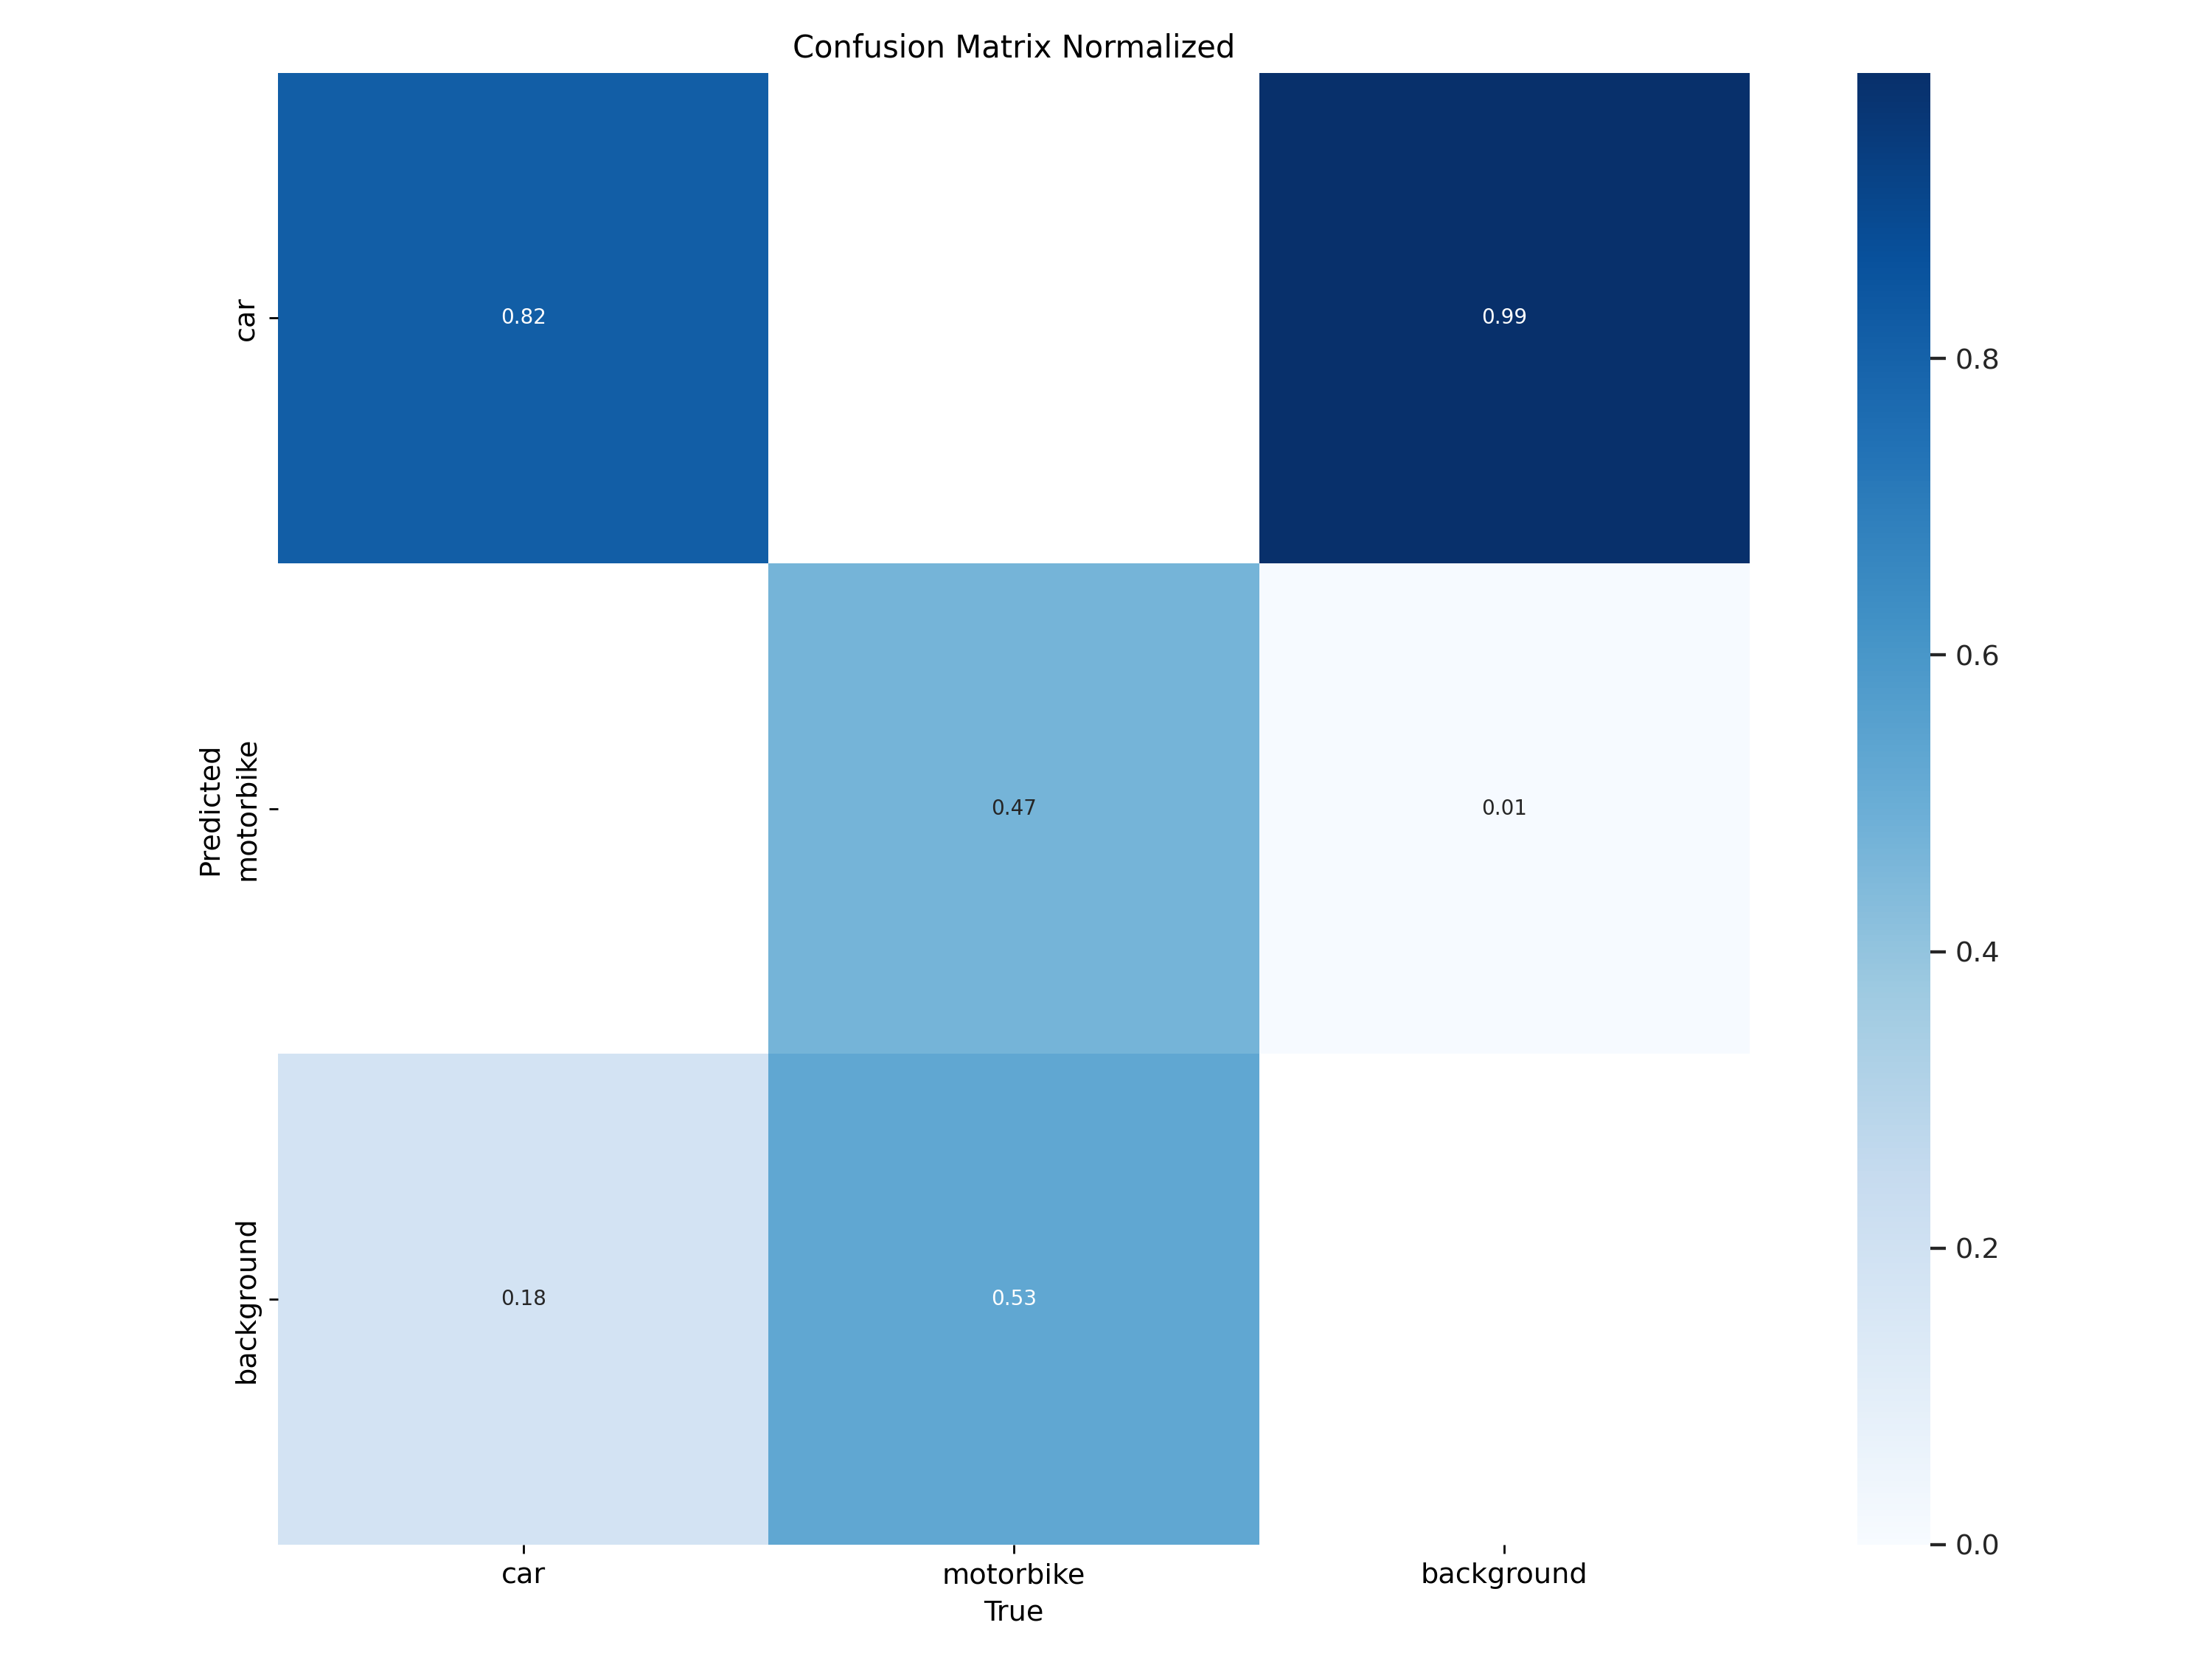 Confusion Matrix Normalized
car
0.82
0.99
0.8
0.6
Predicted
motorbike
0.47
0.01
0.4
0.2
background
0.18
0.53
0.0
car
motorbike
background
True